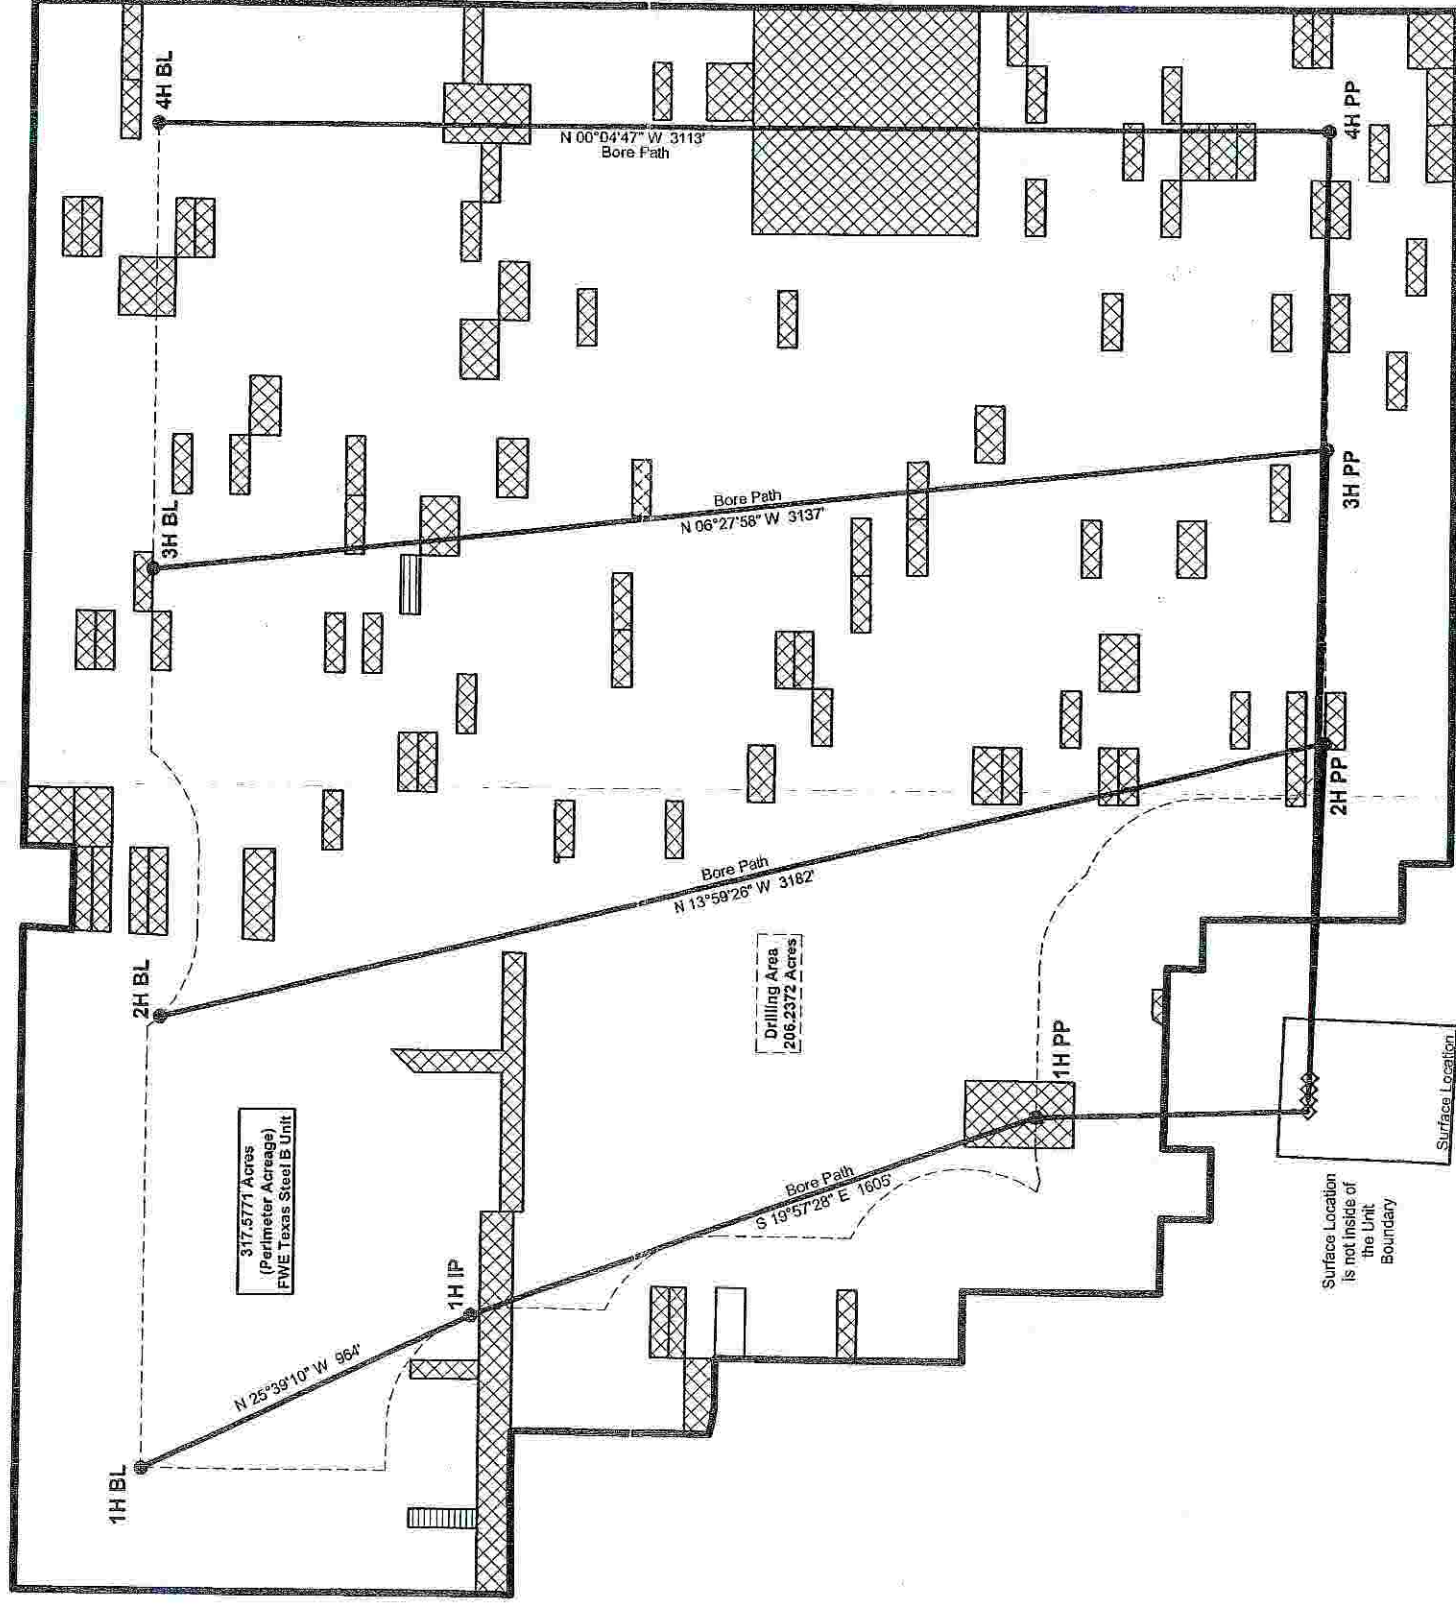 4H BL
N 00°04'47" W 3113'
Bore Path
4H PP
3H BL
Bore Path
N 06°27'58" W 3137'
3H PP
2H BL
Bore Path
N 13°59'26" W 3182'
2H PP
Drilling Area
206.2372 Acres
317.5771 Acres
(Perimeter Acreage)
FWE Texas Steel B Unit
1H PP
1H IP
Bore Path
S 19°57'28" E 1605'
N 25°39'10" W 964'
1H BL
Surface Location
Surface Location
is not inside of
the Unit
Boundary